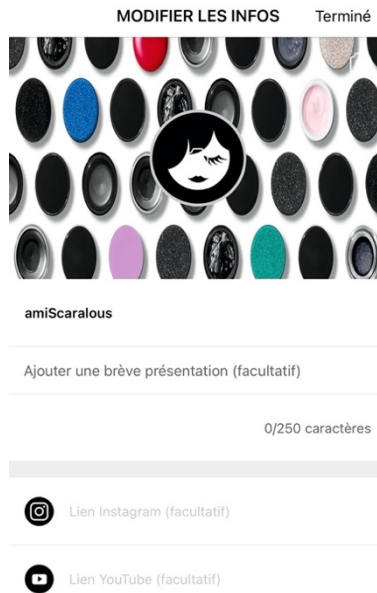 MODIFIER LES INFOS Terminé
amiScaralous
Ajouter une brève présentation (facultatif)
0/250 caractères
Lien Instagram (facultatif)
Lien YouTube (facultatif)